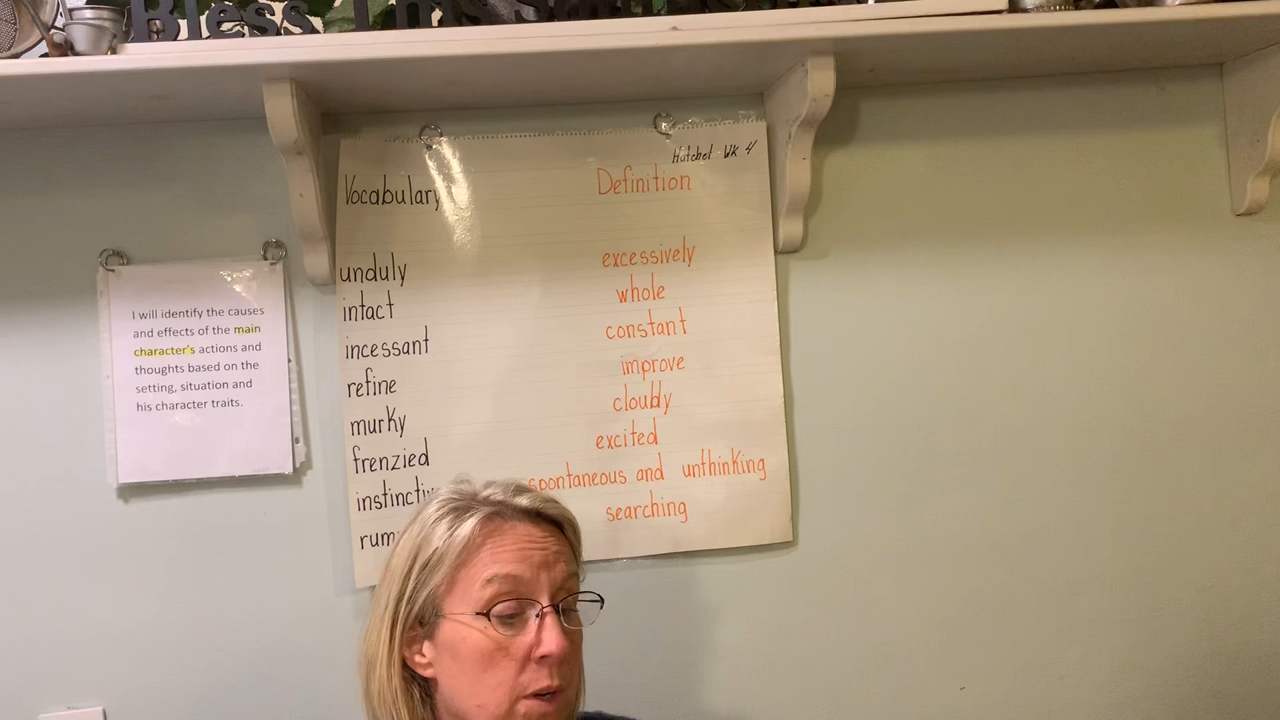 Bless This
Hatchet - WK 4
Vocabulary Definition
unduly excessively
intact whole
incessant constant
refine improve
murky cloudy
frenzied excited
spontaneous and unthinking
searching
I will identify the causes
and effects of the main
character's actions and
thoughts based on the
setting, situation and
his character traits.